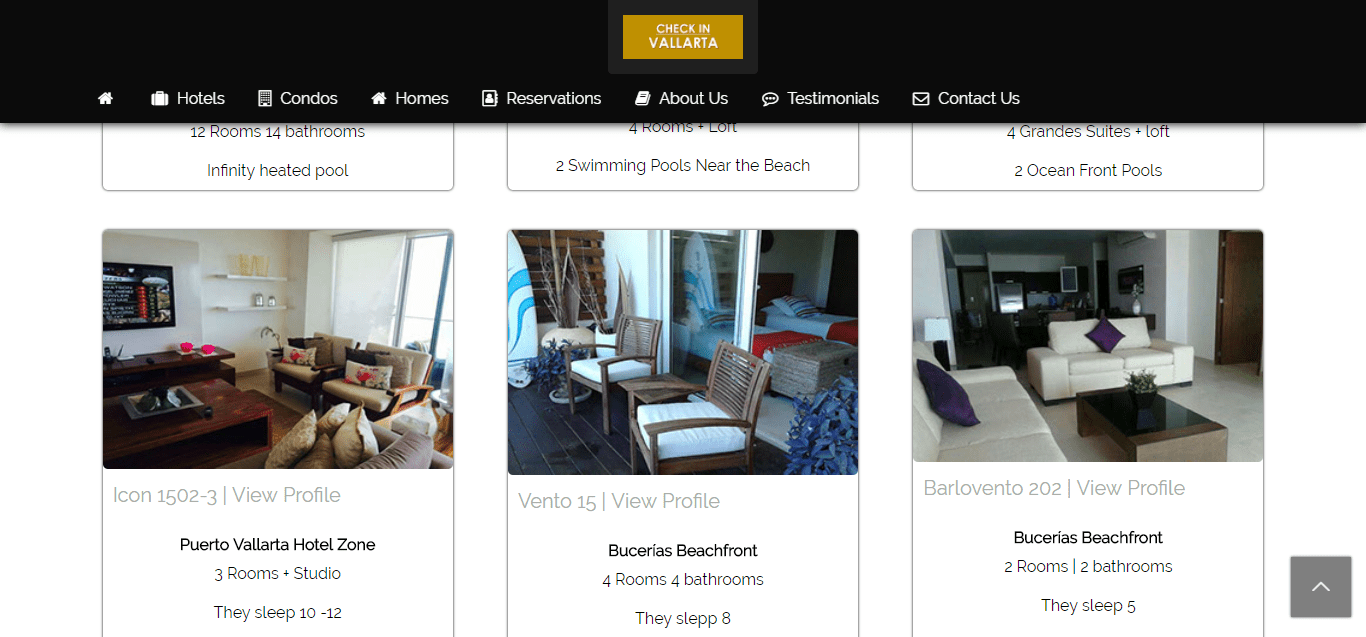 CHECK IN
VALLARTA
Hotels
Condos
Homes
Reservations
About Us
Testimonials
Contact Us
12 Rooms 14 bathrooms
Infinity heated pool
4 Rooms + Loft
2 Swimming Pools Near the Beach
4 Grandes Suites + loft
2 Ocean Front Pools
Icon 1502-3 | View Profile
Puerto Vallarta Hotel Zone
3 Rooms + Studio
They sleep 10 -12
Vento 15 | View Profile
Bucerías Beachfront
4 Rooms 4 bathrooms
They slepp 8
Barlovento 202 | View Profile
Bucerías Beachfront
2 Rooms | 2 bathrooms
They sleep 5